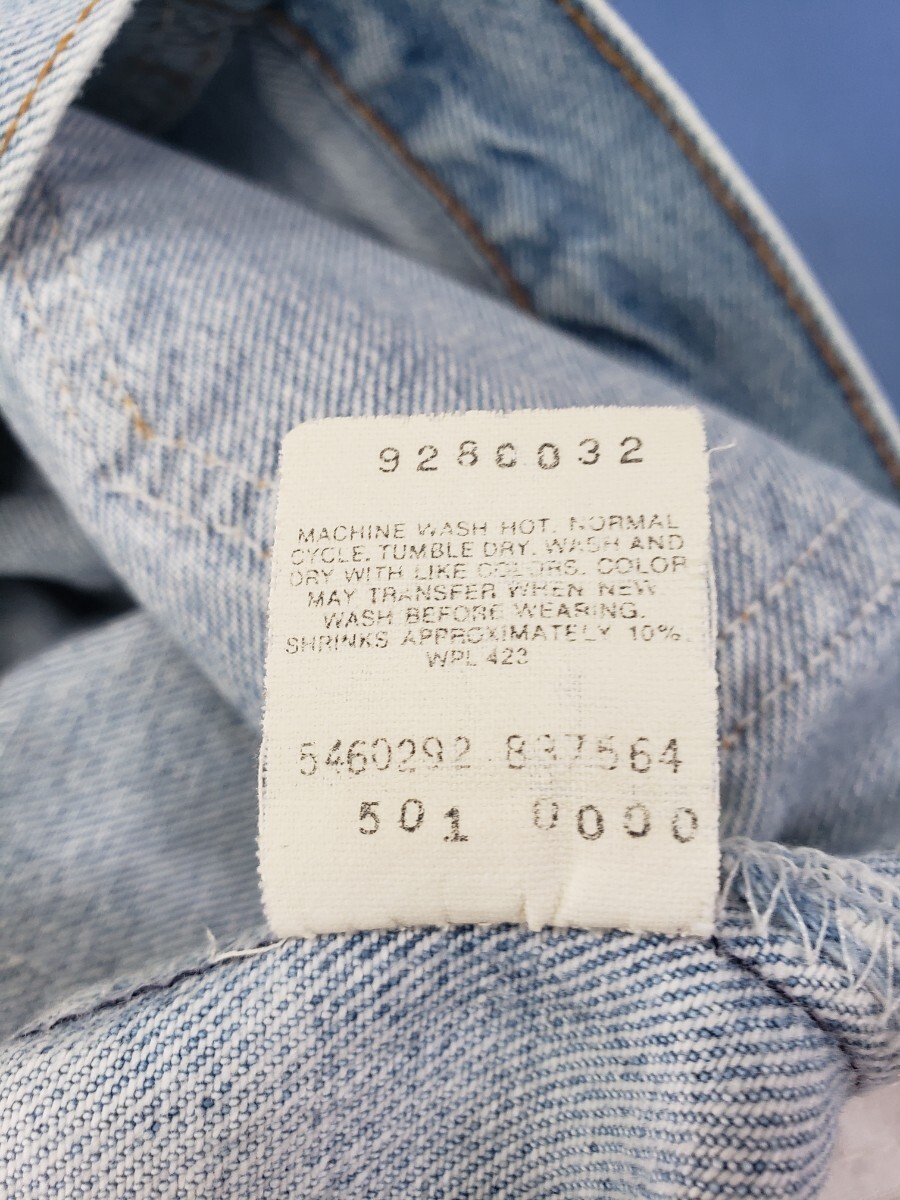 9280032
MACHINE WASH HOT. NORMAL
CYCLE. TUMBLE DRY. WASH AND
DRY WITH LIKE COLORS. COLOR
MAY TRANSFER WHEN NEW.
WASH BEFORE WEARING.
SHRINKS APPROXIMATELY 10%.
WPL 423
5460292 837564
501 0000